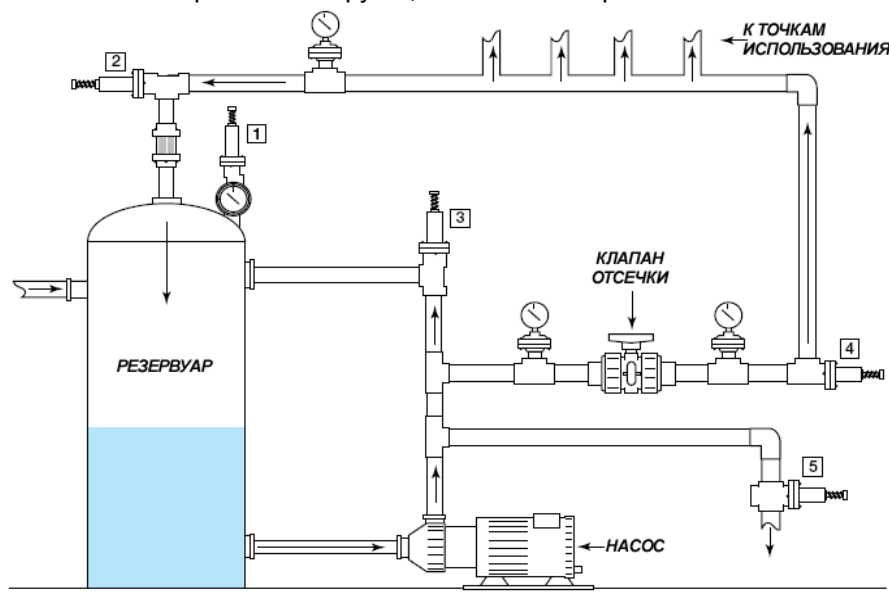 К ТОЧКАМ
ИСПОЛЬЗОВАНИЯ
2
1
3
КЛАПАН
ОТСЕЧКИ
4
РЕЗЕРВУАР
5
НАСОС